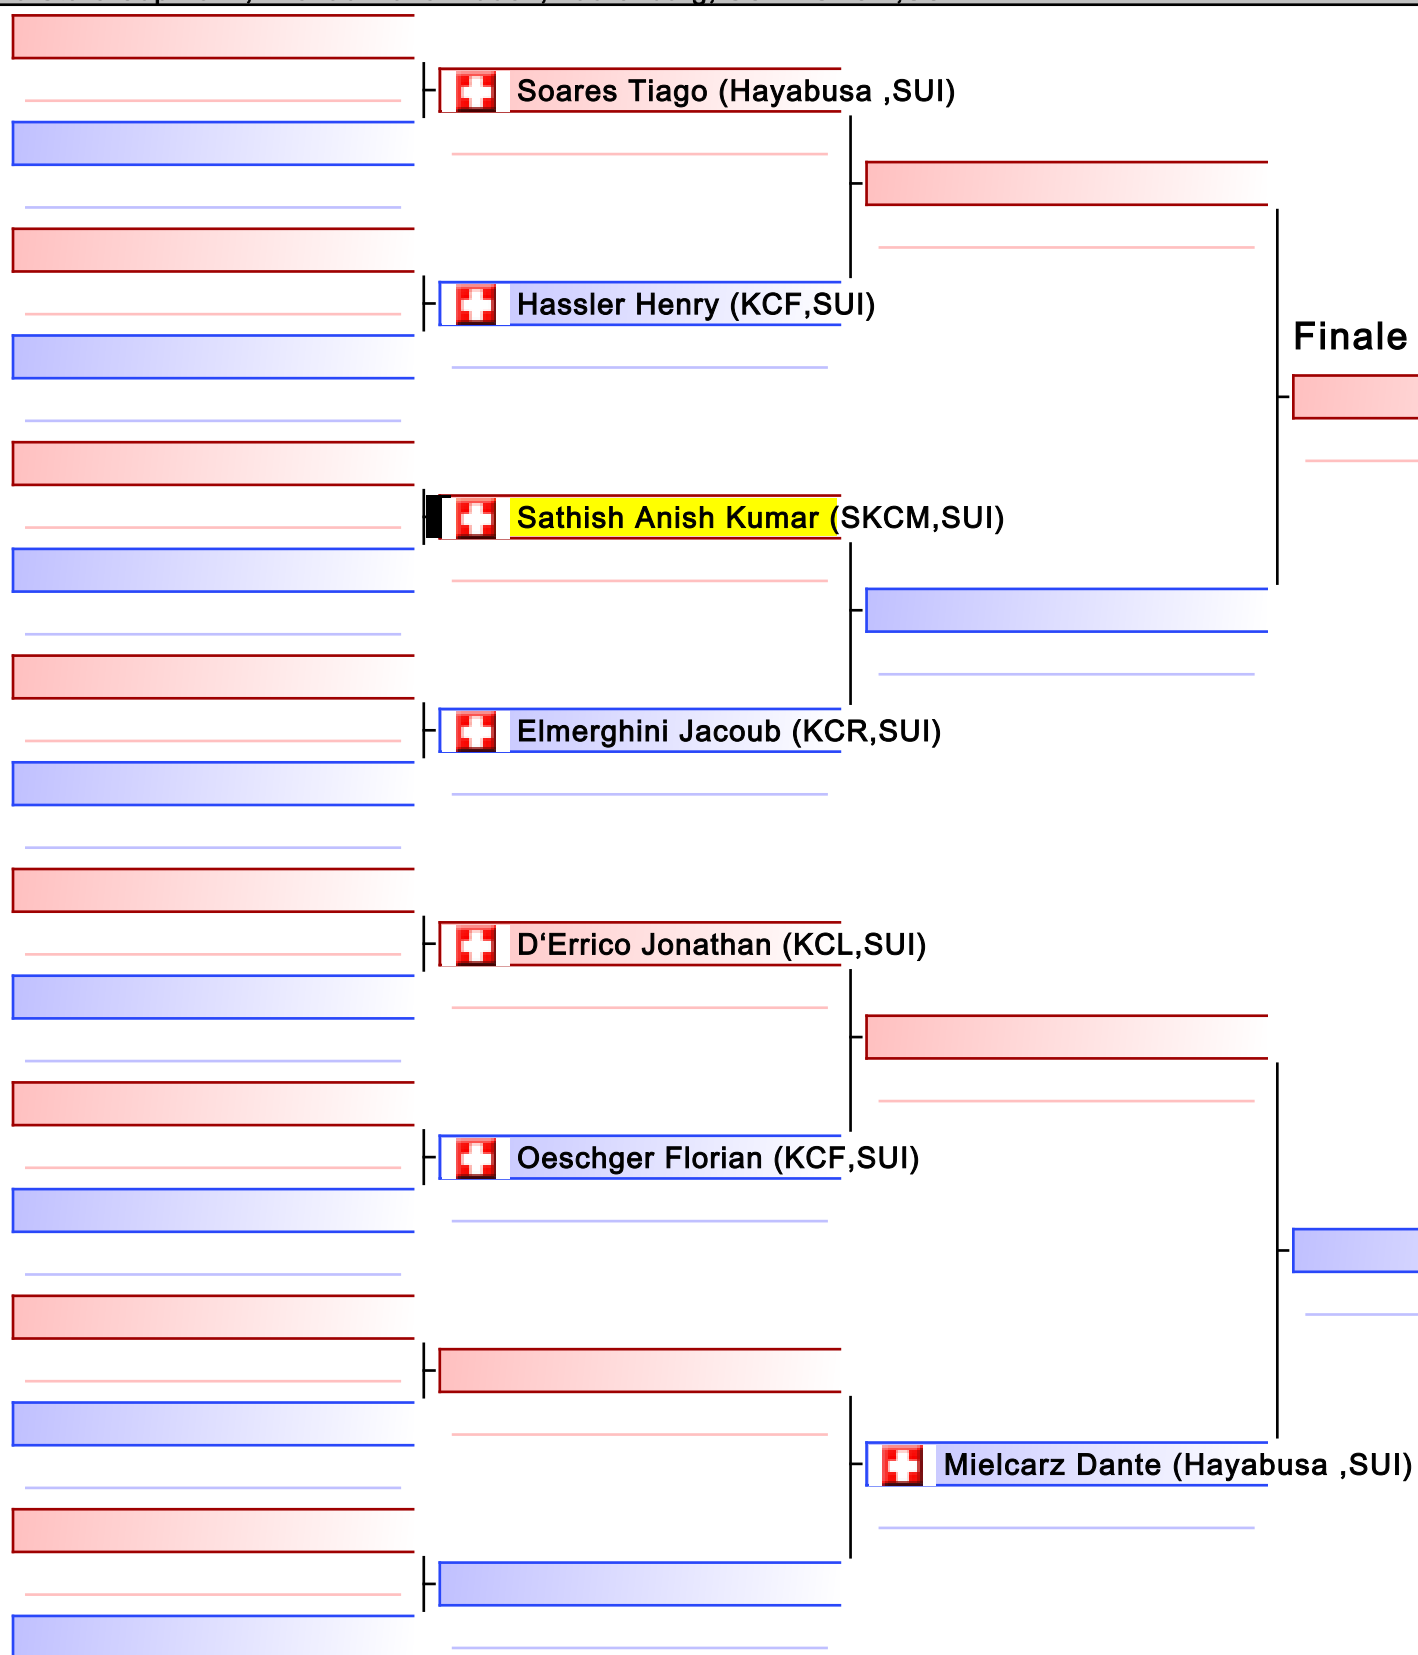 Soares Tiago (Hayabusa ,SUI)
Hassler Henry (KCF,SUI)
Finale
Sathish Anish Kumar (SKCM,SUI)
Elmerghini Jacoub (KCR,SUI)
D‘Errico Jonathan (KCL,SUI)
Oeschger Florian (KCF,SUI)
Mielcarz Dante (Hayabusa ,SUI)